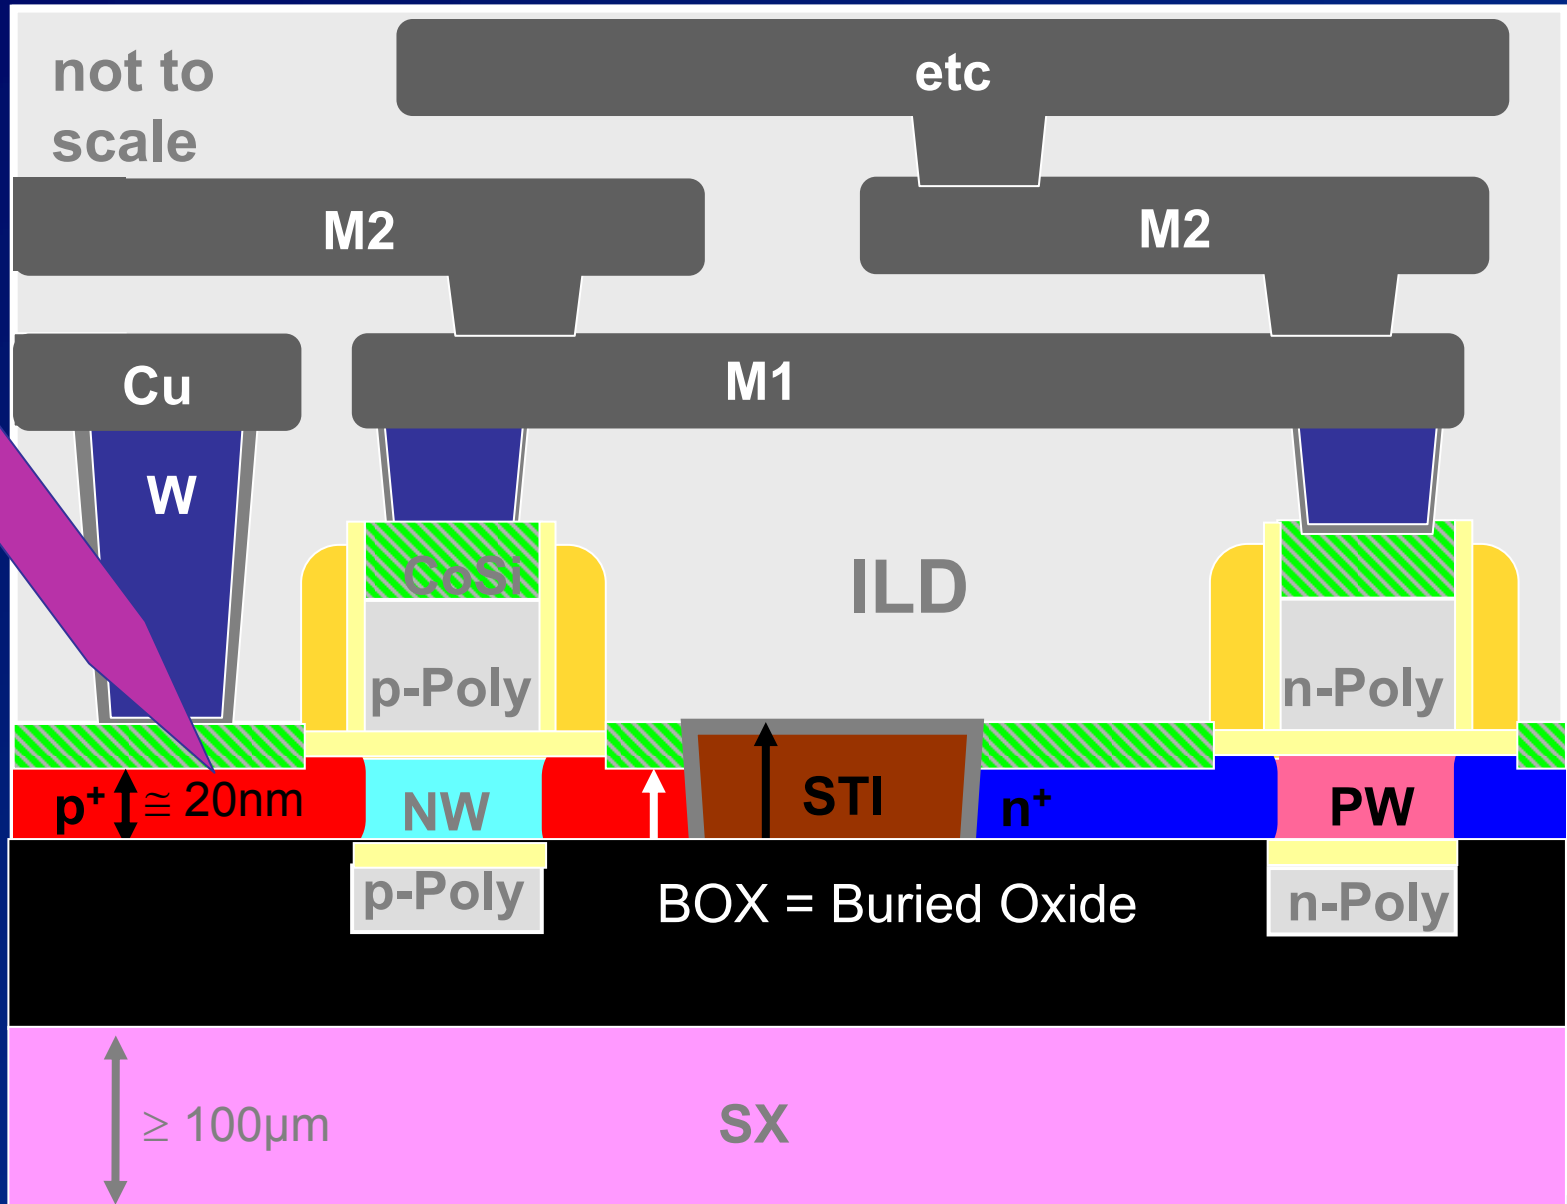 not to
scale
etc
M2
M2
Cu
M1
W
CoSi
ILD
p-Poly
n-Poly
p⁺
≅ 20nm
NW
STI
n⁺
PW
p-Poly
BOX = Buried Oxide
n-Poly
≥ 100µm
SX